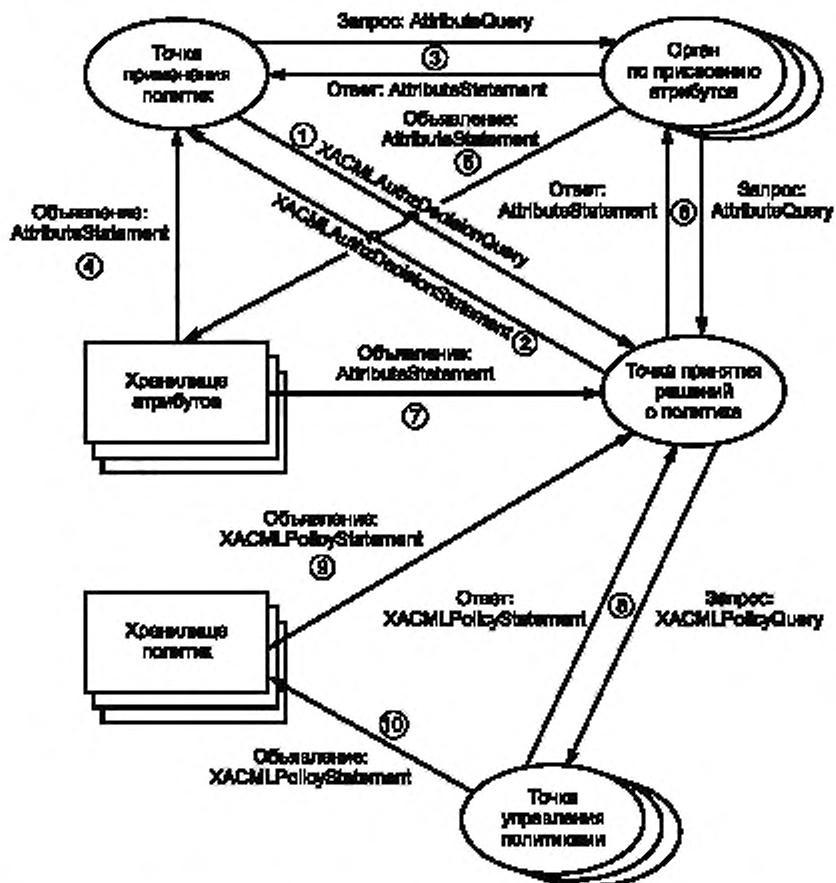 Запрос: AttributeQuery
3
Ответ: AttributeStatement
Точка
применения
политик
Орган
по присвоению
атрибутов
Объявление:
AttributeStatement
5
1 XACMLAuthzDecisionQuery
XACMLAuthzDecisionStatement 2
Объявление:
AttributeStatement
4
Ответ:
AttributeStatement
6
Запрос:
AttributeQuery
Хранилище
атрибутов
Объявление:
AttributeStatement
7
Точка принятия
решений
о политике
Объявление:
XACMLPolicyStatement
9
Хранилище
политик
Ответ:
XACMLPolicyStatement
8
Запрос:
XACMLPolicyQuery
10
Объявление:
XACMLPolicyStatement
Точка
управления
политиками